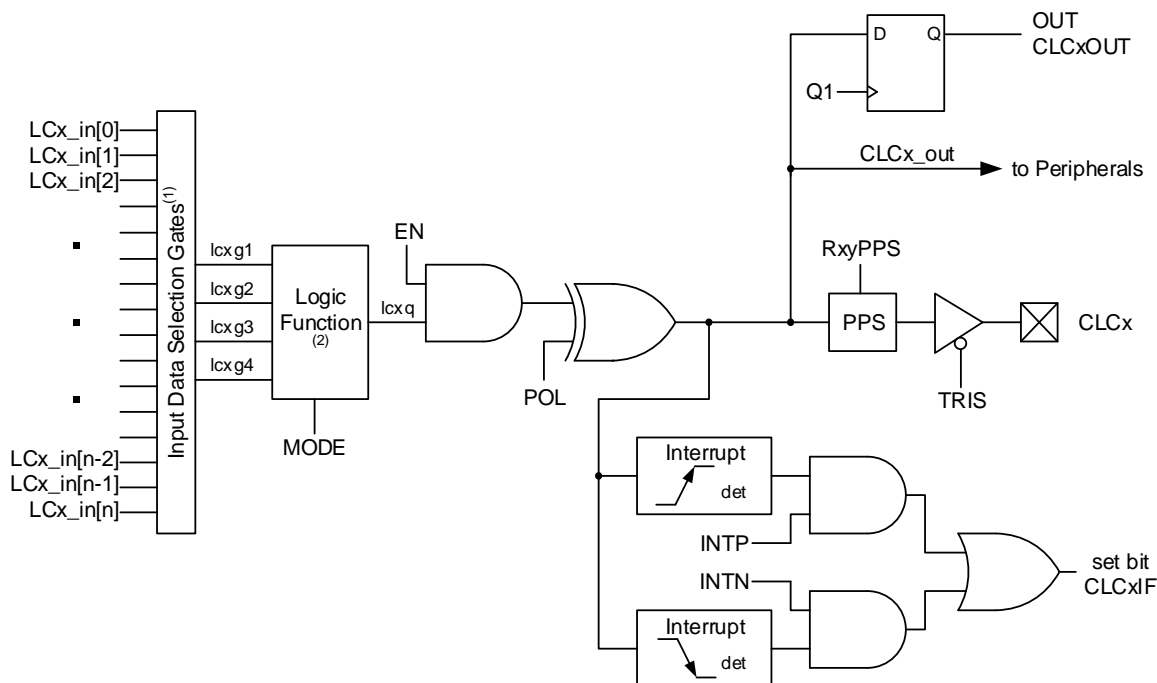 OUT
CLCxOUT
D
Q
Q1
LCx_in[0]
LCx_in[1]
LCx_in[2]
CLCx_out
to Peripherals
Input Data Selection Gates(1)
EN
RxyPPS
lcxg1
lcxg2
lcxg3
lcxg4
Logic
Function
(2)
lcxq
PPS
CLCx
POL
TRIS
MODE
LCx_in[n-2]
LCx_in[n-1]
LCx_in[n]
Interrupt
det
INTP
INTN
set bit
CLCxIF
Interrupt
det